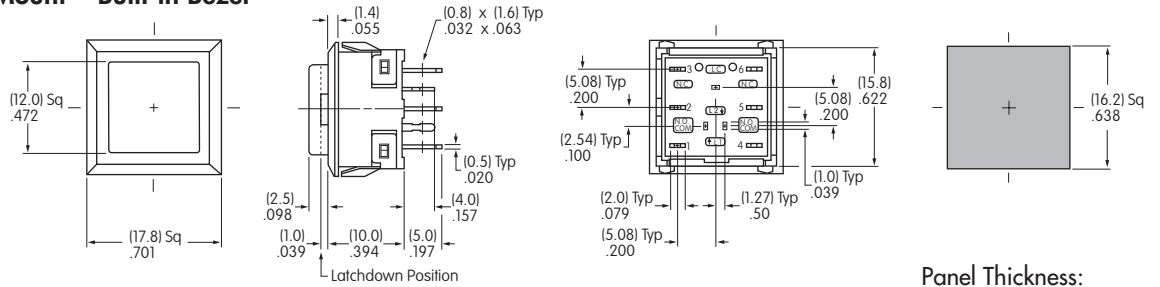 Mount – Built-in Bezel
(12.0) Sq
.472
(17.8) Sq
.701
(1.4)
.055
(0.8) x (1.6) Typ
.032 x .063
(0.5) Typ
.020
(2.5)
.098
(4.0)
.157
(1.0)
.039
(10.0)
.394
(5.0)
.197
Latchdown Position
(5.08) Typ
.200
(2.54) Typ
.100
3 LC 6
N.C N.C
2 L2 5
N.O N.O
COM COM
1 4
(5.08)
.200
(15.8)
.622
(1.0) Typ
.039
(2.0) Typ
.079
(1.27) Typ
.50
(5.08) Typ
.200
(16.2) Sq
.638
Panel Thickness: